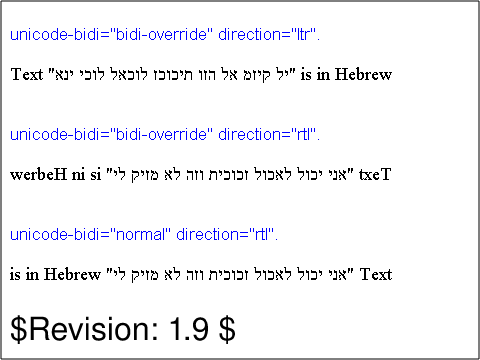 unicode-bidi="bidi-override" direction="ltr".
Text "יל קיזמ אל הזו תיכוכז לוכאל לוכי ינא" is in Hebrew
unicode-bidi="bidi-override" direction="rtl".
werbeH ni si "אני יכול לאכול זכוכית וזה לא מזיק לי" txeT
unicode-bidi="normal" direction="rtl".
is in Hebrew "אני יכול לאכול זכוכית וזה לא מזיק לי" Text
$Revision: 1.9 $